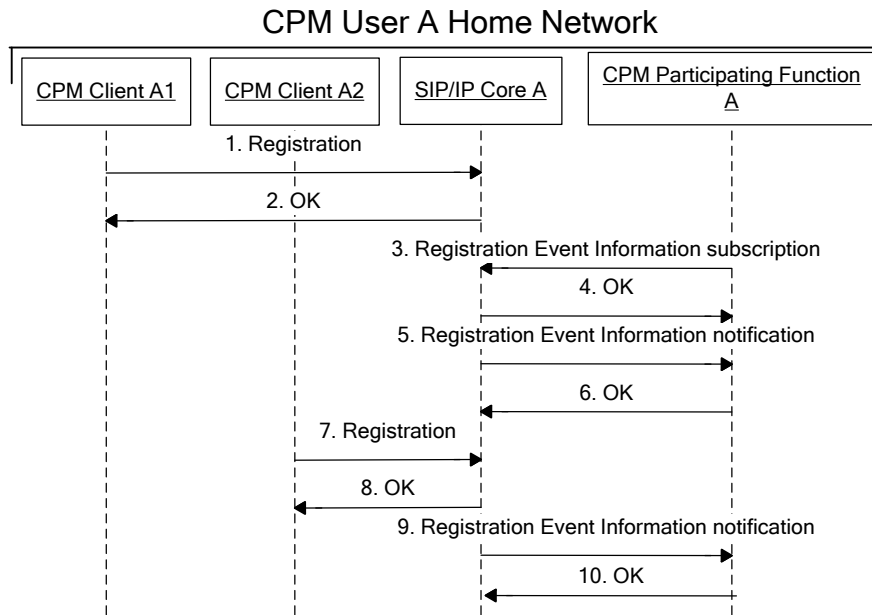 CPM User A Home Network
CPM Client A1
CPM Client A2
SIP/IP Core A
CPM Participating Function
A
1. Registration
2. OK
3. Registration Event Information subscription
4. OK
5. Registration Event Information notification
6. OK
7. Registration
8. OK
9. Registration Event Information notification
10. OK